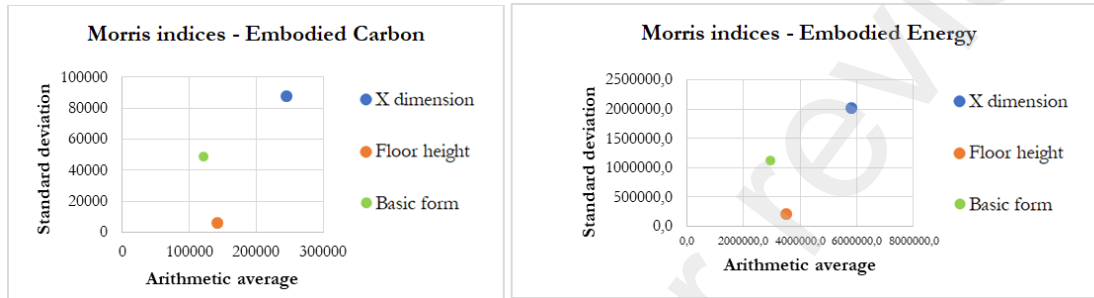 Morris indices - Embodied Carbon
Standard deviation
100000
80000
60000
40000
20000
0
0 100000 200000 300000
Arithmetic average
X dimension
Floor height
Basic form
Morris indices - Embodied Energy
Standard deviation
2500000,0
2000000,0
1500000,0
1000000,0
500000,0
0,0
0,0 2000000,0 4000000,0 6000000,0 8000000,0
Arithmetic average
X dimension
Floor height
Basic form
r revie